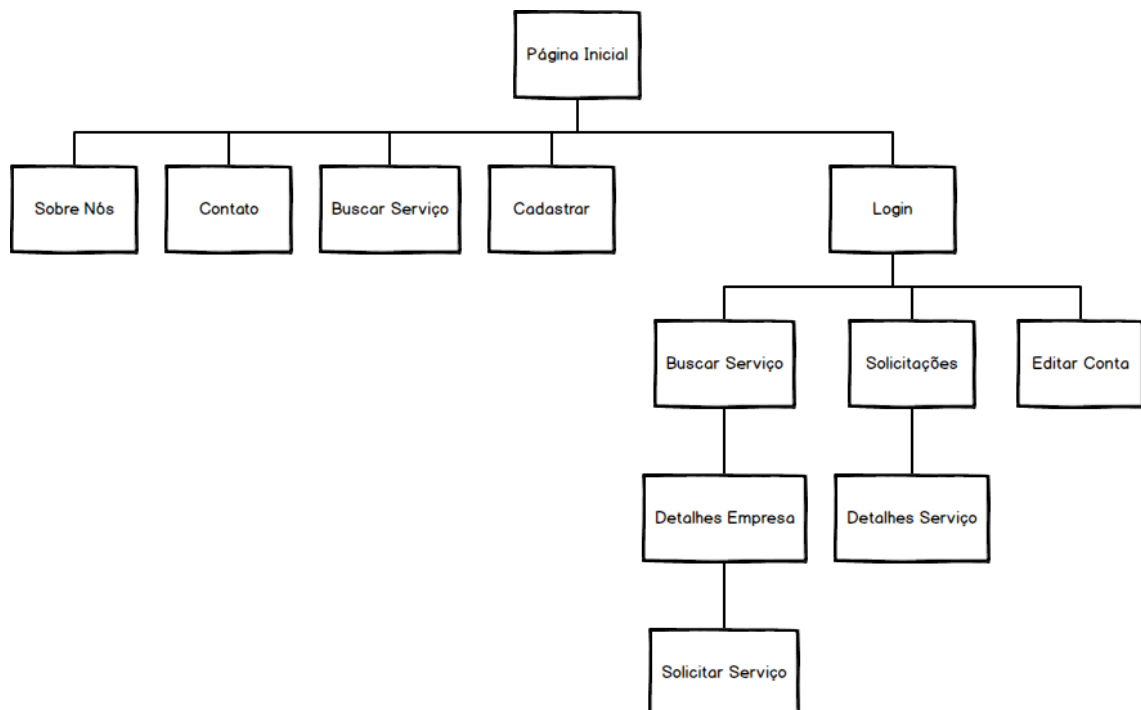 Página Inicial
Sobre Nós
Contato
Buscar Serviço
Cadastrar
Login
Buscar Serviço
Solicitações
Editar Conta
Detalhes Empresa
Detalhes Serviço
Solicitar Serviço